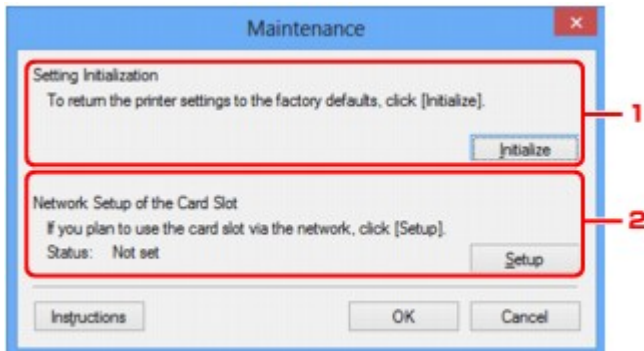 Maintenance
Setting Initialization
To return the printer settings to the factory defaults, click [Initialize].
1
Initialize
Network Setup of the Card Slot
If you plan to use the card slot via the network, click [Setup].
2
Status: Not set
Setup
Instructions
OK
Cancel